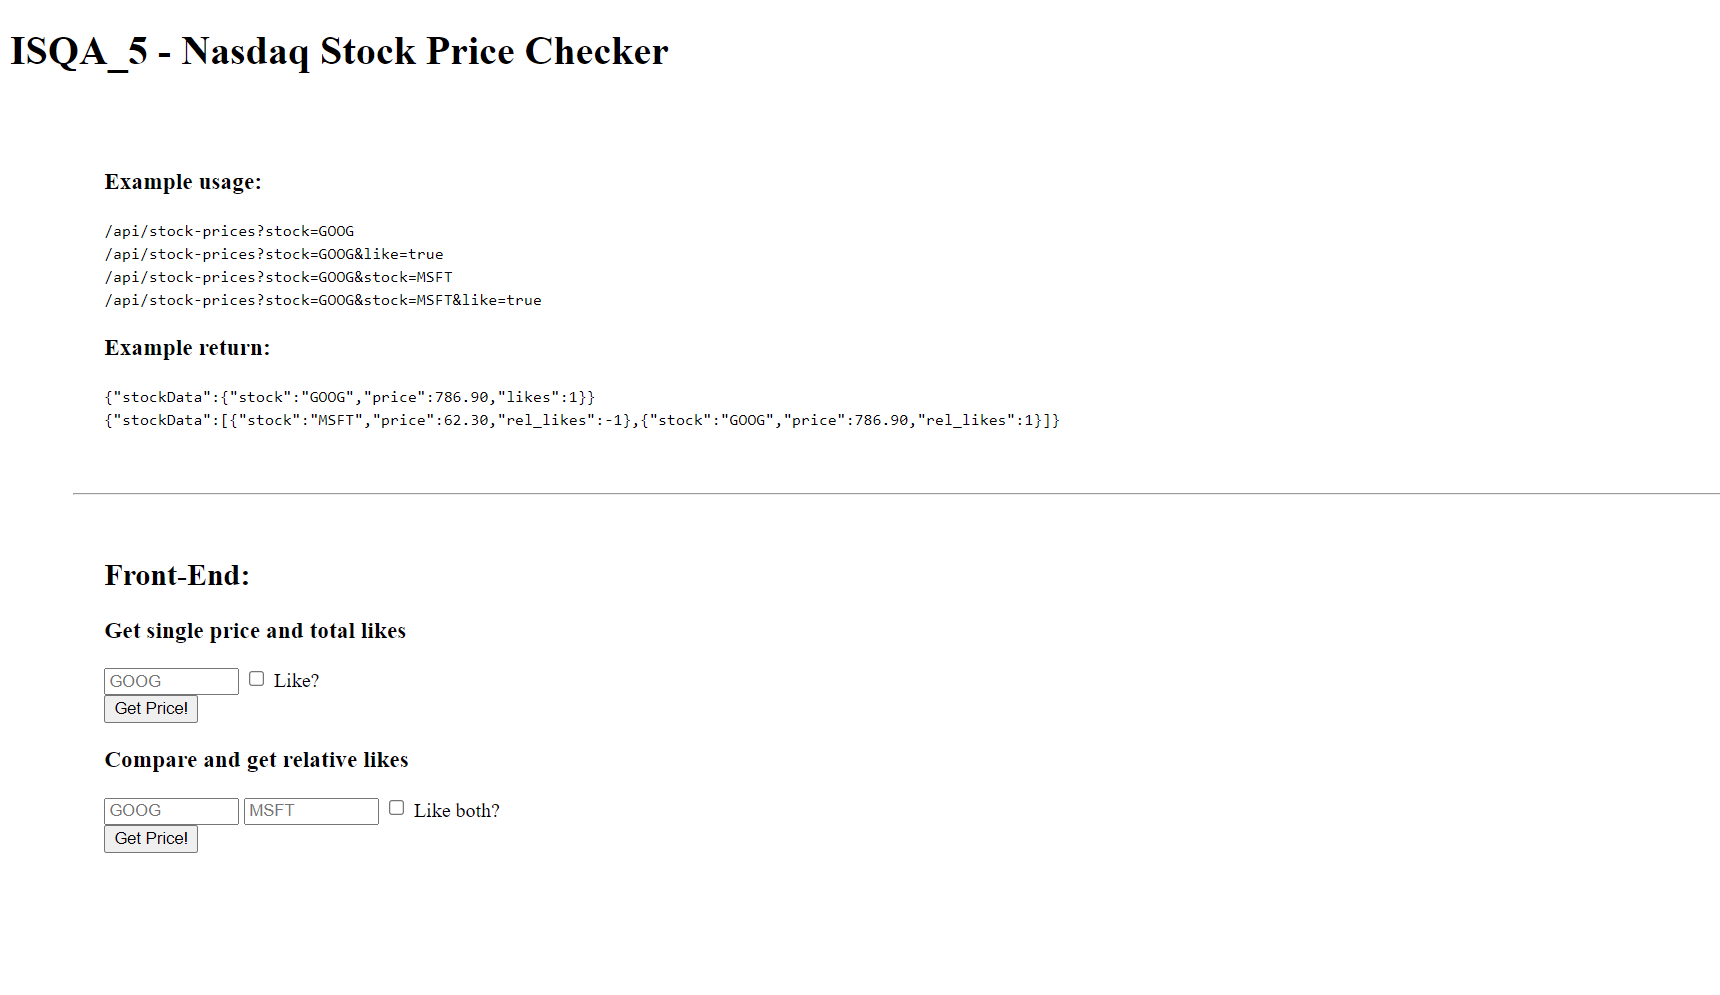 ISQA_5 - Nasdaq Stock Price Checker
Example usage:
/api/stock-prices?stock=GOOG
/api/stock-prices?stock=GOOG&like=true
/api/stock-prices?stock=GOOG&stock=MSFT
/api/stock-prices?stock=GOOG&stock=MSFT&like=true
Example return:
{"stockData":{"stock":"GOOG","price":786.90,"likes":1}}
{"stockData":[{"stock":"MSFT","price":62.30,"rel_likes":-1},{"stock":"GOOG","price":786.90,"rel_likes":1}]}
Front-End:
Get single price and total likes
GOOG Like?
Get Price!
Compare and get relative likes
GOOG MSFT Like both?
Get Price!